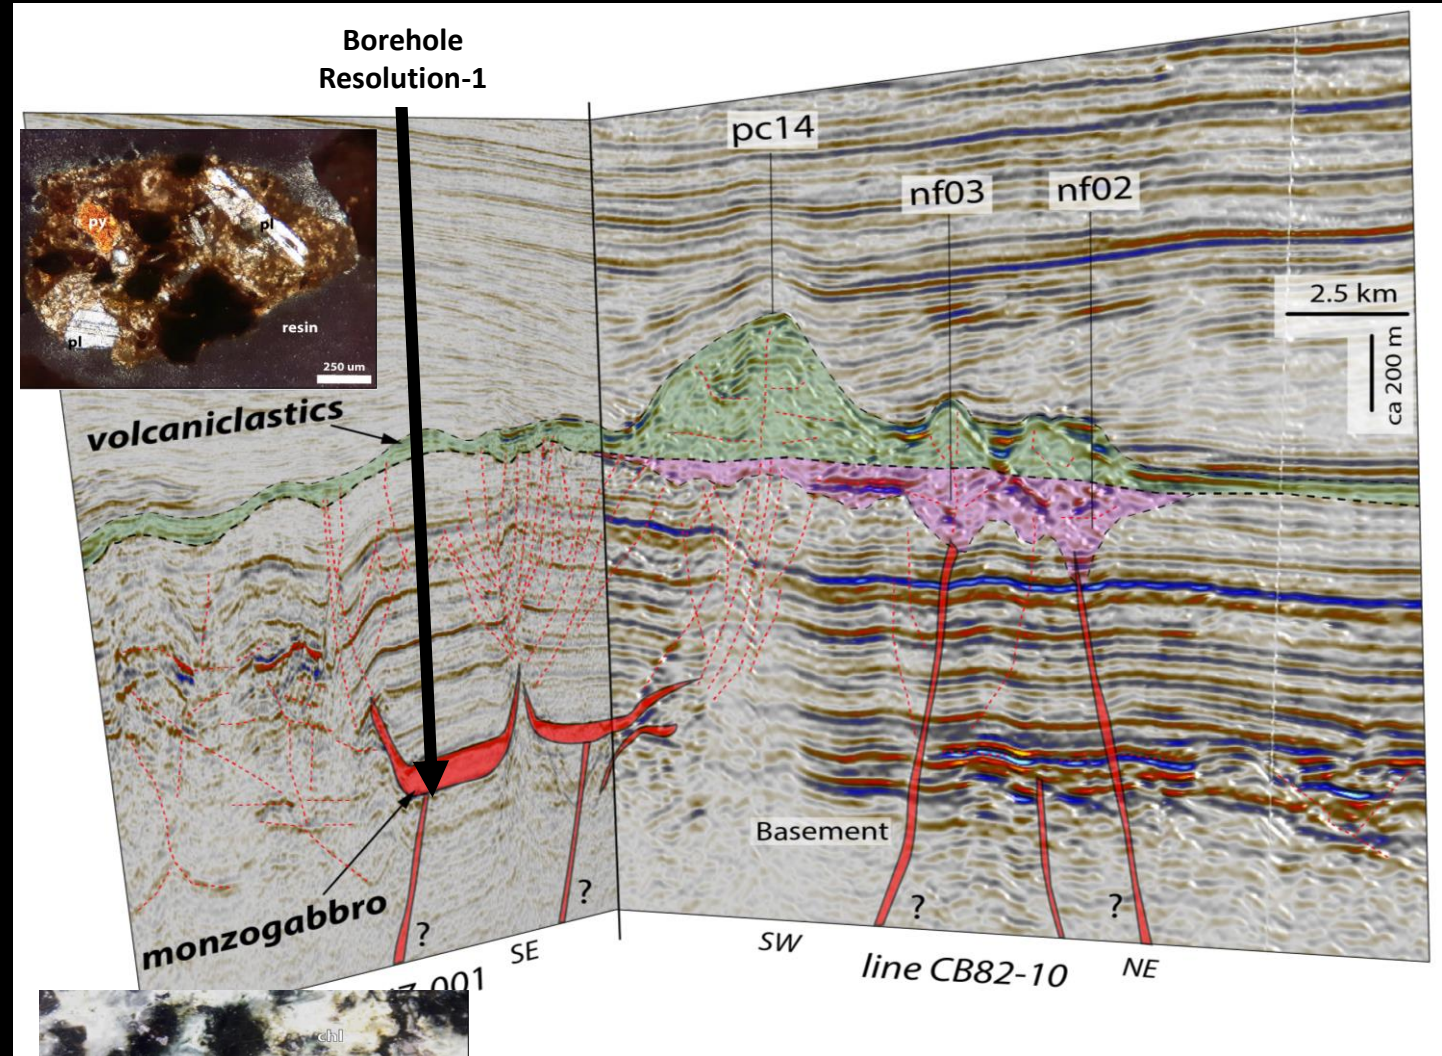 Borehole
Resolution-1
pc14
nf03
nf02
py
pl
pl
resin
250 um
2.5 km
ca 200 m
volcaniclastics
Basement
monzogabbro
?
?
?
?
SE
SW
line CB82-10
NE
chl